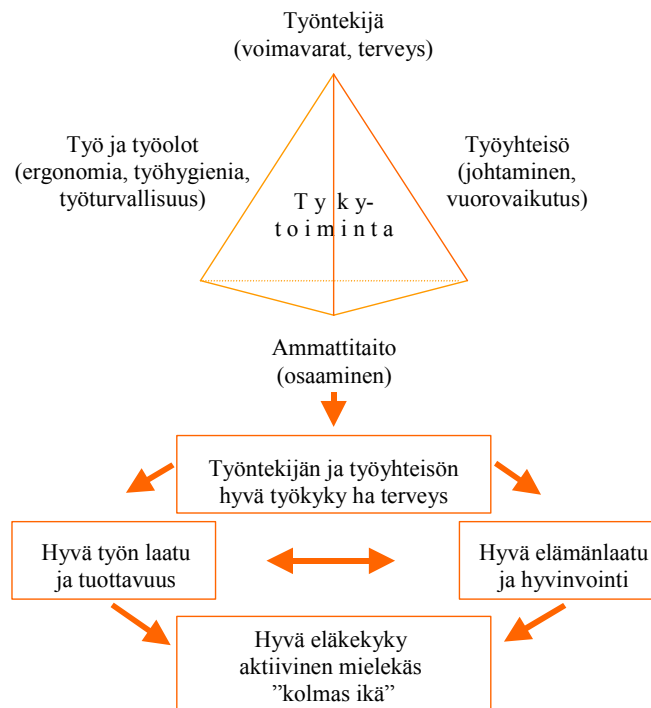 Työntekijä
(voimavarat, terveys)
Työ ja työolot
(ergonomia, työhygienia,
työturvallisuus)
Työyhteisö
(johtaminen,
vuorovaikutus)
T y k y-
t o i m i n t a
Ammattitaito
(osaaminen)
Työntekijän ja työyhteisön
hyvä työkyky ha terveys
Hyvä työn laatu
ja tuottavuus
Hyvä elämänlaatu
ja hyvinvointi
Hyvä eläkekyky
aktiivinen mielekäs
”kolmas ikä”